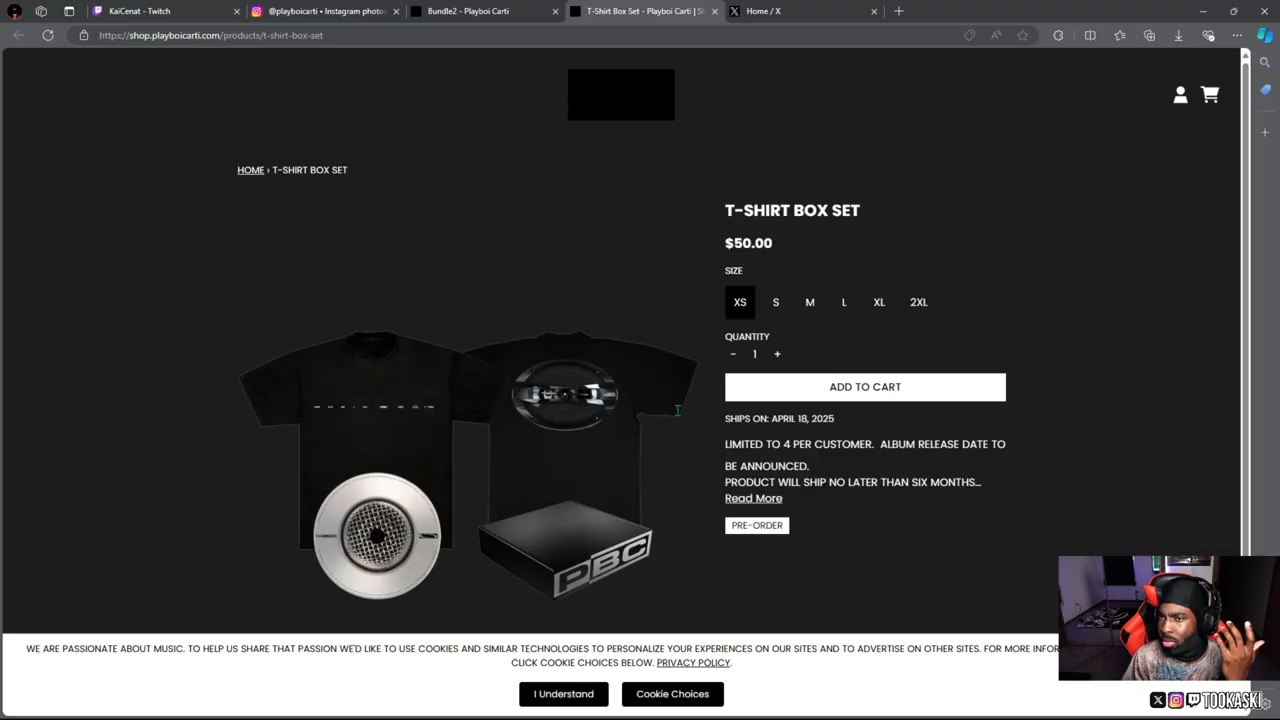 KaiCenat - Twitch
@playboicarti • Instagram photos
Bundle2 - Playboi Carti
T-Shirt Box Set - Playboi Carti | S
Home / X
https://shop.playboicarti.com/products/t-shirt-box-set
HOME › T-SHIRT BOX SET
T-SHIRT BOX SET
$50.00
SIZE
XS S M L XL 2XL
QUANTITY
- 1 +
ADD TO CART
SHIPS ON: APRIL 18, 2025
LIMITED TO 4 PER CUSTOMER. ALBUM RELEASE DATE TO
BE ANNOUNCED.
PRODUCT WILL SHIP NO LATER THAN SIX MONTHS...
Read More
PRE-ORDER
PBC
WE ARE PASSIONATE ABOUT MUSIC. TO HELP US SHARE THAT PASSION WE'D LIKE TO USE COOKIES AND SIMILAR TECHNOLOGIES TO PERSONALIZE YOUR EXPERIENCES ON OUR SITES AND TO ADVERTISE ON OTHER SITES. FOR MORE INFOR
CLICK COOKIE CHOICES BELOW. PRIVACY POLICY.
I Understand
Cookie Choices
TOOKASKI